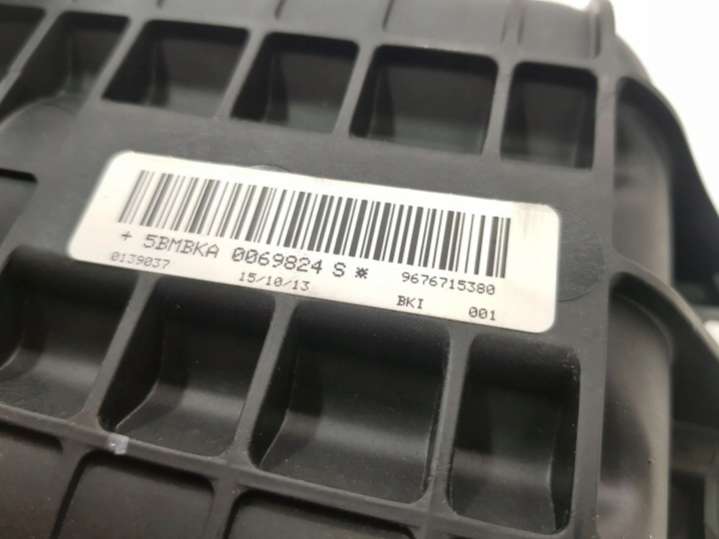 + 5BMBKA 0069824 S *
0139037 15/10/13 9676715380
BKI 001